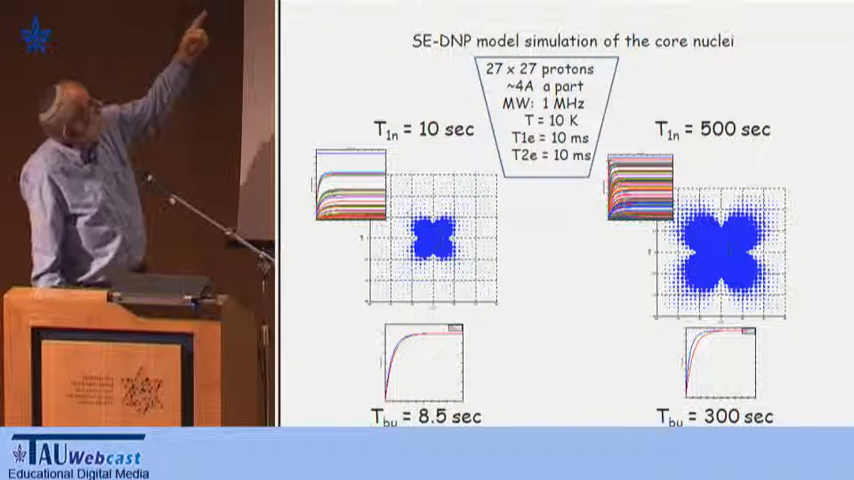 SE-DNP model simulation of the core nuclei
27 x 27 protons
~4A a part
MW: 1 MHz
T = 10 K
T1e = 10 ms
T2e = 10 ms
T1n = 10 sec
T1n = 500 sec
Tbu = 8.5 sec
Tbu = 300 sec
TAU Webcast
Educational Digital Media